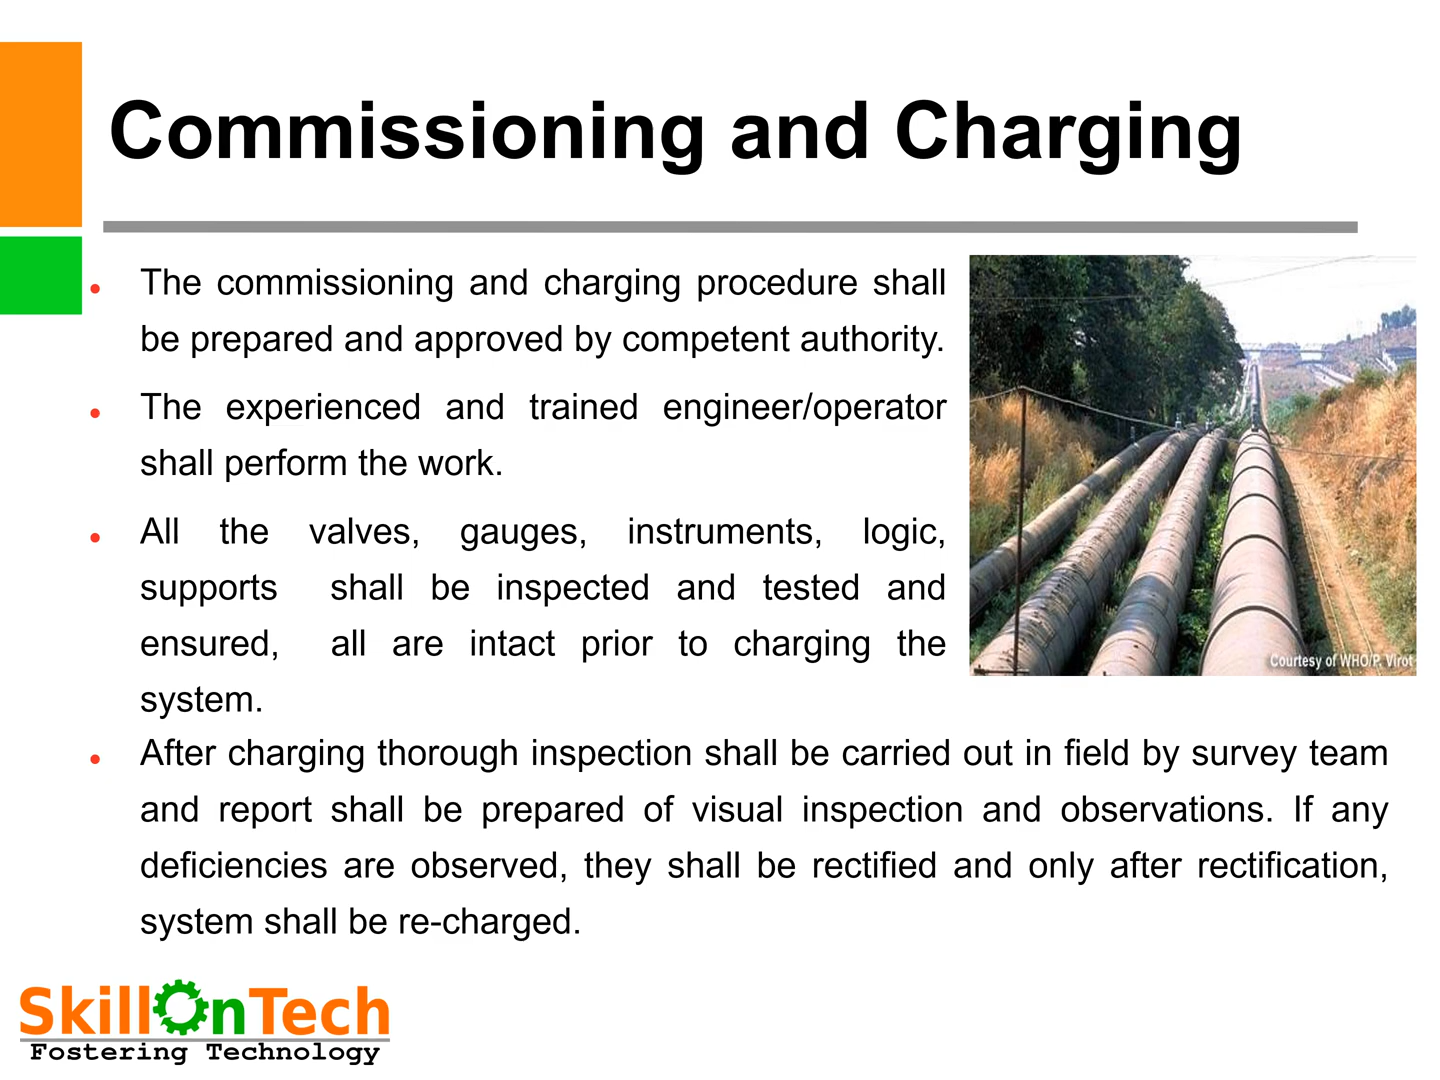 Commissioning and Charging
The commissioning and charging procedure shall
be prepared and approved by competent authority.
The experienced and trained engineer/operator
shall perform the work.
All the valves, gauges, instruments, logic,
supports shall be inspected and tested and
ensured, all are intact prior to charging the
system.
Courtesy of WHO/P. Virot
After charging thorough inspection shall be carried out in field by survey team
and report shall be prepared of visual inspection and observations. If any
deficiencies are observed, they shall be rectified and only after rectification,
system shall be re-charged.
SkillOnTech
Fostering Technology